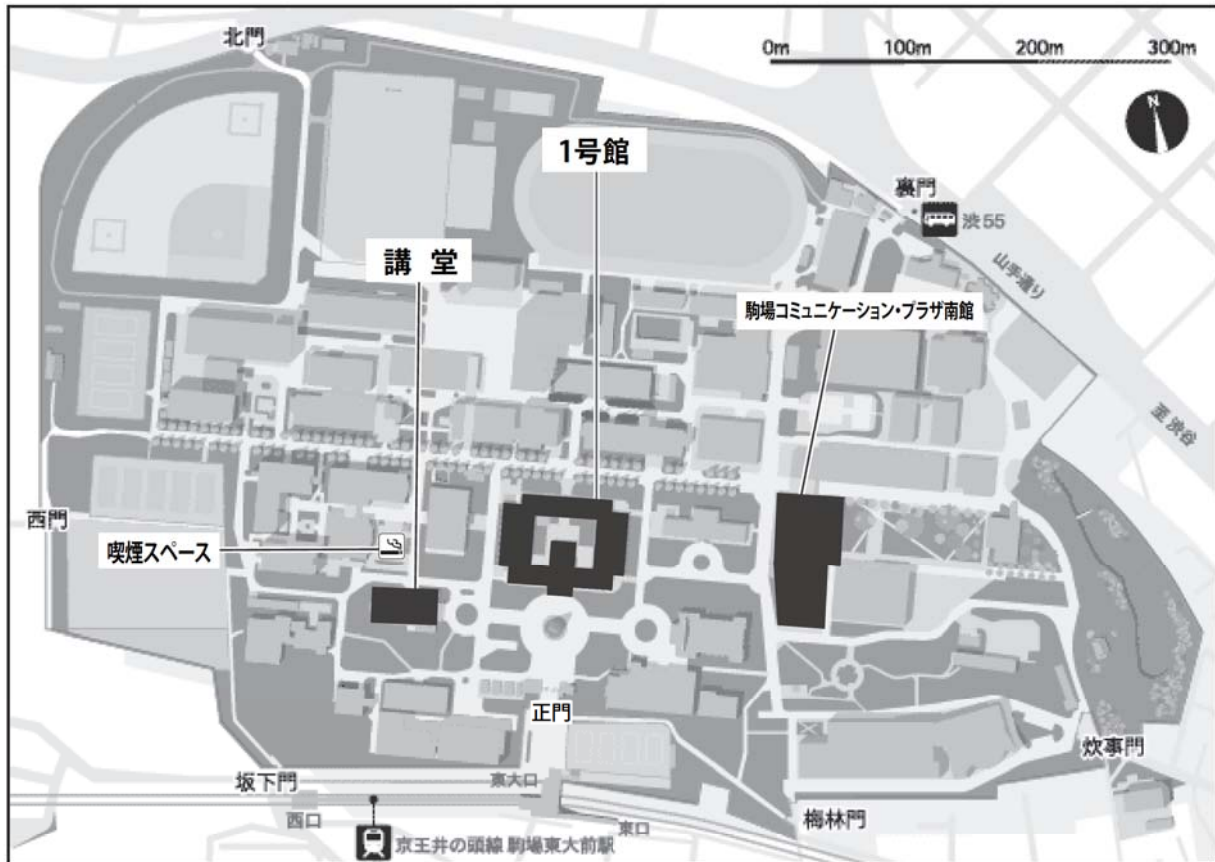 北門
0m 100m 200m 300m
N
1号館
裏門
渋55
講 堂
山手通り
駒場コミュニケーション・プラザ南館
至 渋谷
西門
喫煙スペース
正門
炊事門
坂下門
東大口
梅林門
西口
東口
京王井の頭線 駒場東大前駅